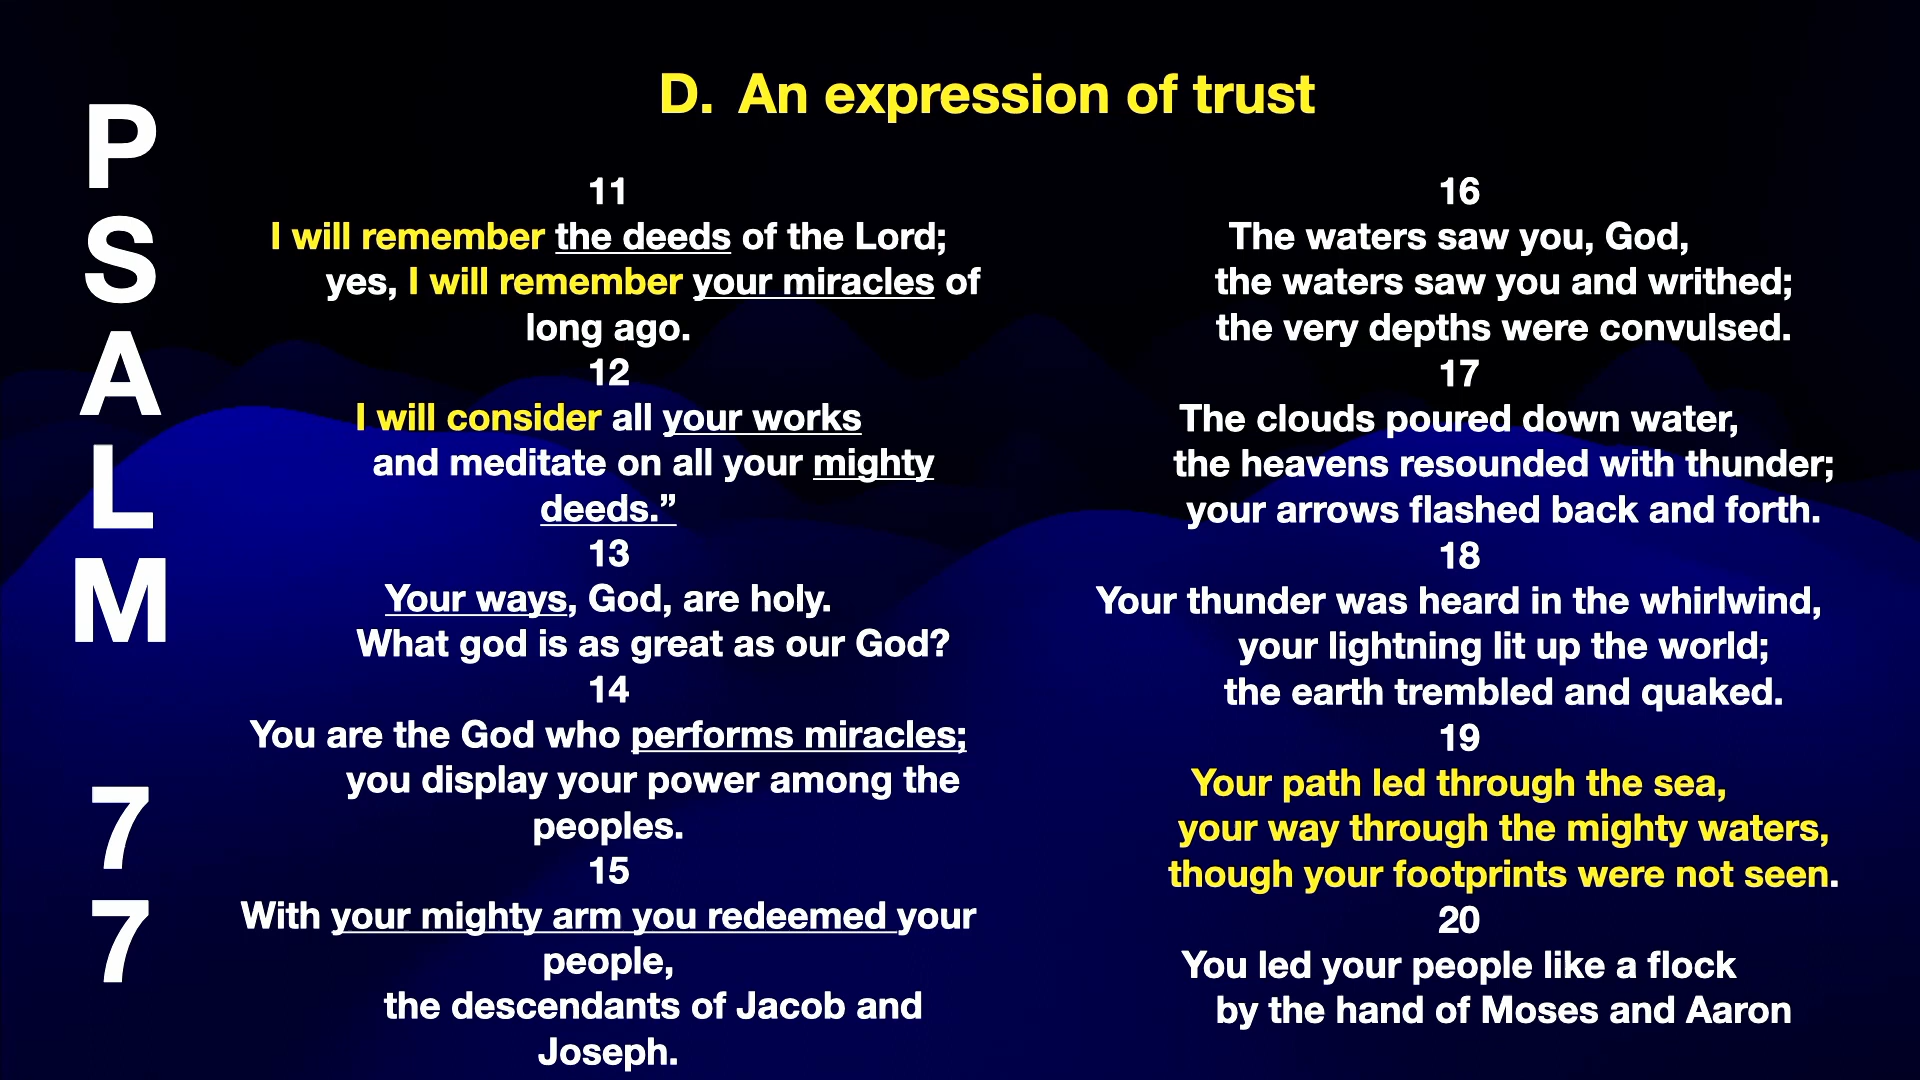 PSALM 77
D. An expression of trust
11
I will remember the deeds of the Lord;
yes, I will remember your miracles of
long ago.
12
I will consider all your works
and meditate on all your mighty
deeds.”
13
Your ways, God, are holy.
What god is as great as our God?
14
You are the God who performs miracles;
you display your power among the
peoples.
15
With your mighty arm you redeemed your
people,
the descendants of Jacob and
Joseph.
16
The waters saw you, God,
the waters saw you and writhed;
the very depths were convulsed.
17
The clouds poured down water,
the heavens resounded with thunder;
your arrows flashed back and forth.
18
Your thunder was heard in the whirlwind,
your lightning lit up the world;
the earth trembled and quaked.
19
Your path led through the sea,
your way through the mighty waters,
though your footprints were not seen.
20
You led your people like a flock
by the hand of Moses and Aaron